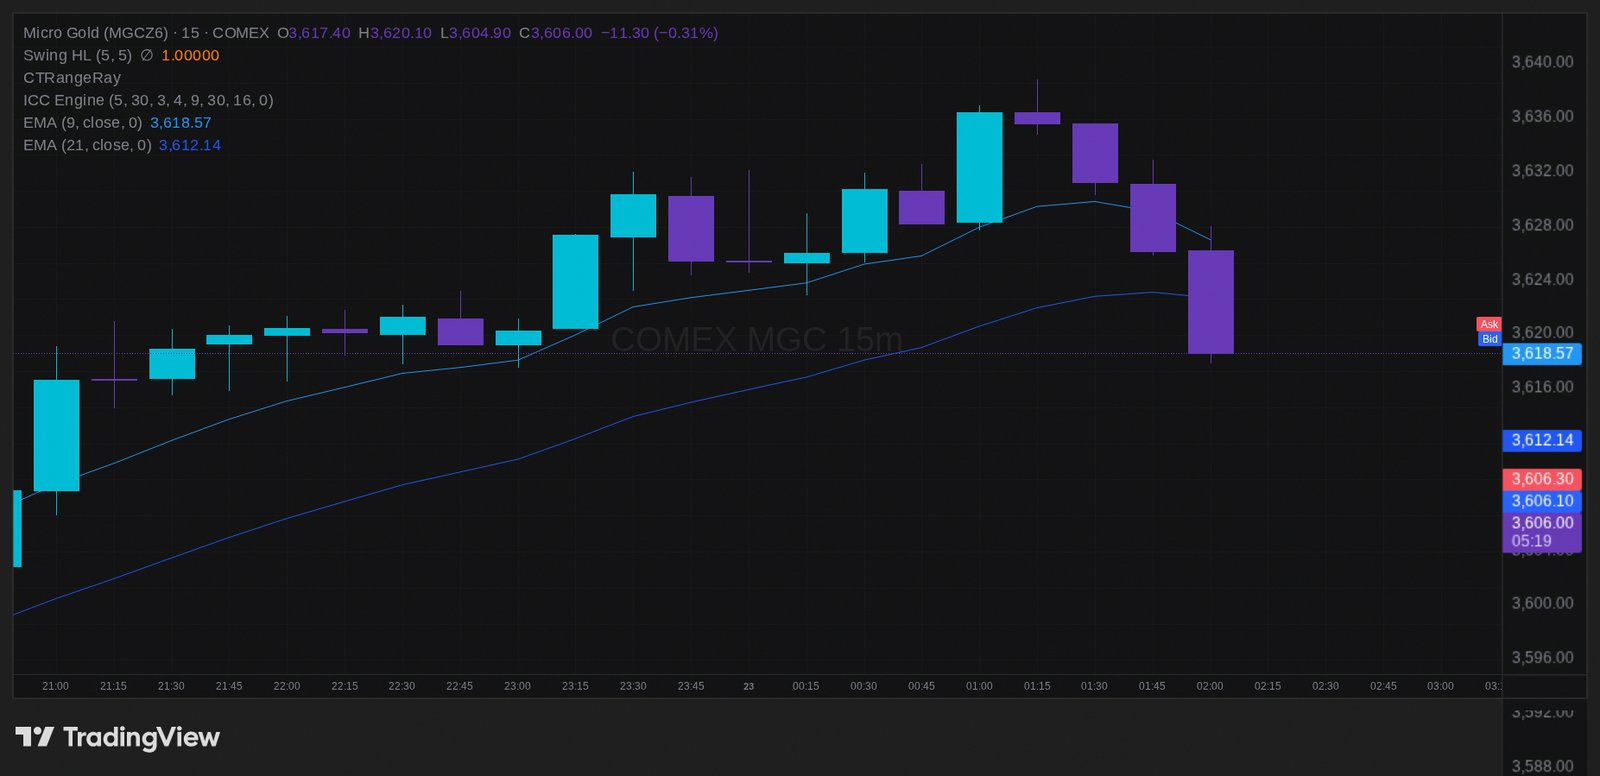 Micro Gold (MGCZ6) · 15 · COMEX O3,617.40 H3,620.10 L3,604.90 C3,606.00 −11.30 (−0.31%)
Swing HL (5, 5) ∅ 1.00000
CTRangeRay
ICC Engine (5, 30, 3, 4, 9, 30, 16, 0)
EMA (9, close, 0) 3,618.57
EMA (21, close, 0) 3,612.14
COMEX MGC 15m
3,640.00
3,636.00
3,632.00
3,628.00
3,624.00
Ask
3,620.00
Bid
3,618.57
3,616.00
3,612.14
3,606.30
3,606.10
3,606.00
05:19
3,600.00
3,596.00
21:00 21:15 21:30 21:45 22:00 22:15 22:30 22:45 23:00 23:15 23:30 23:45 23 00:15 00:30 00:45 01:00 01:15 01:30 01:45 02:00 02:15 02:30 02:45 03:00
3,592.00
TradingView
3,588.00